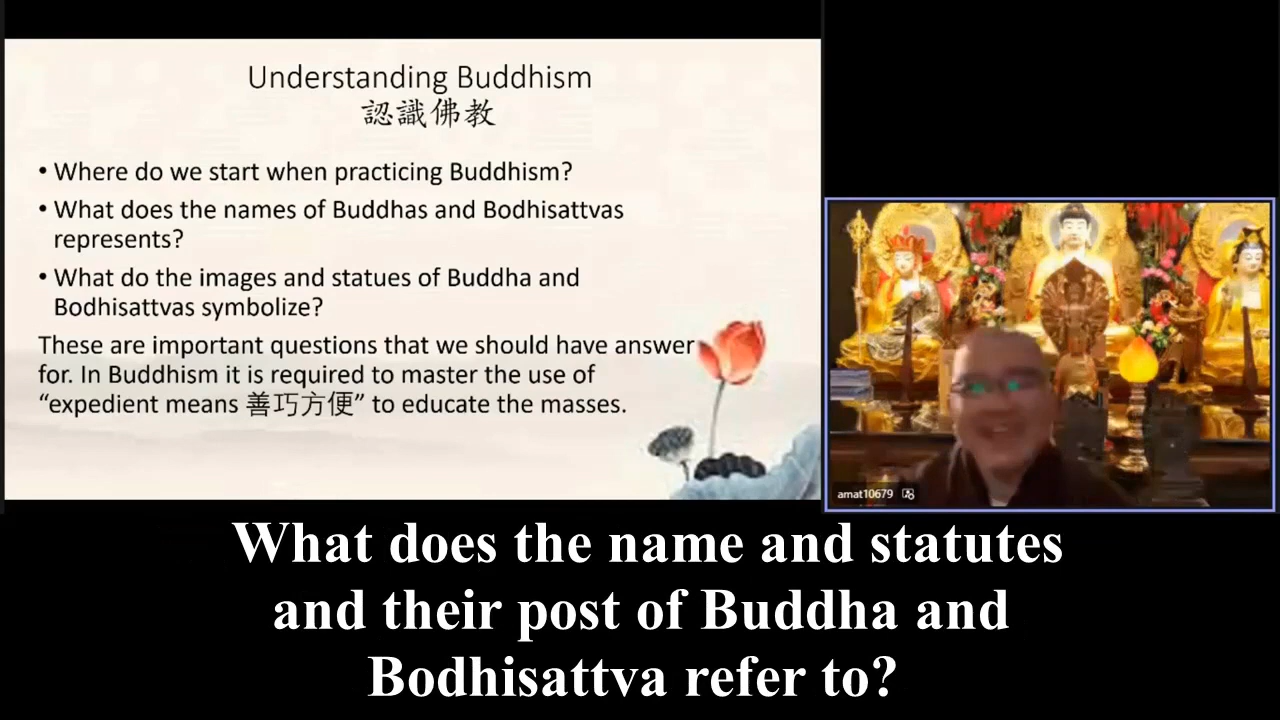 Understanding Buddhism
認識佛教
• Where do we start when practicing Buddhism?
• What does the names of Buddhas and Bodhisattvas
represents?
• What do the images and statues of Buddha and
Bodhisattvas symbolize?
These are important questions that we should have answer
for. In Buddhism it is required to master the use of
“expedient means 善巧方便” to educate the masses.
amat10679
What does the name and statutes
and their post of Buddha and
Bodhisattva refer to?